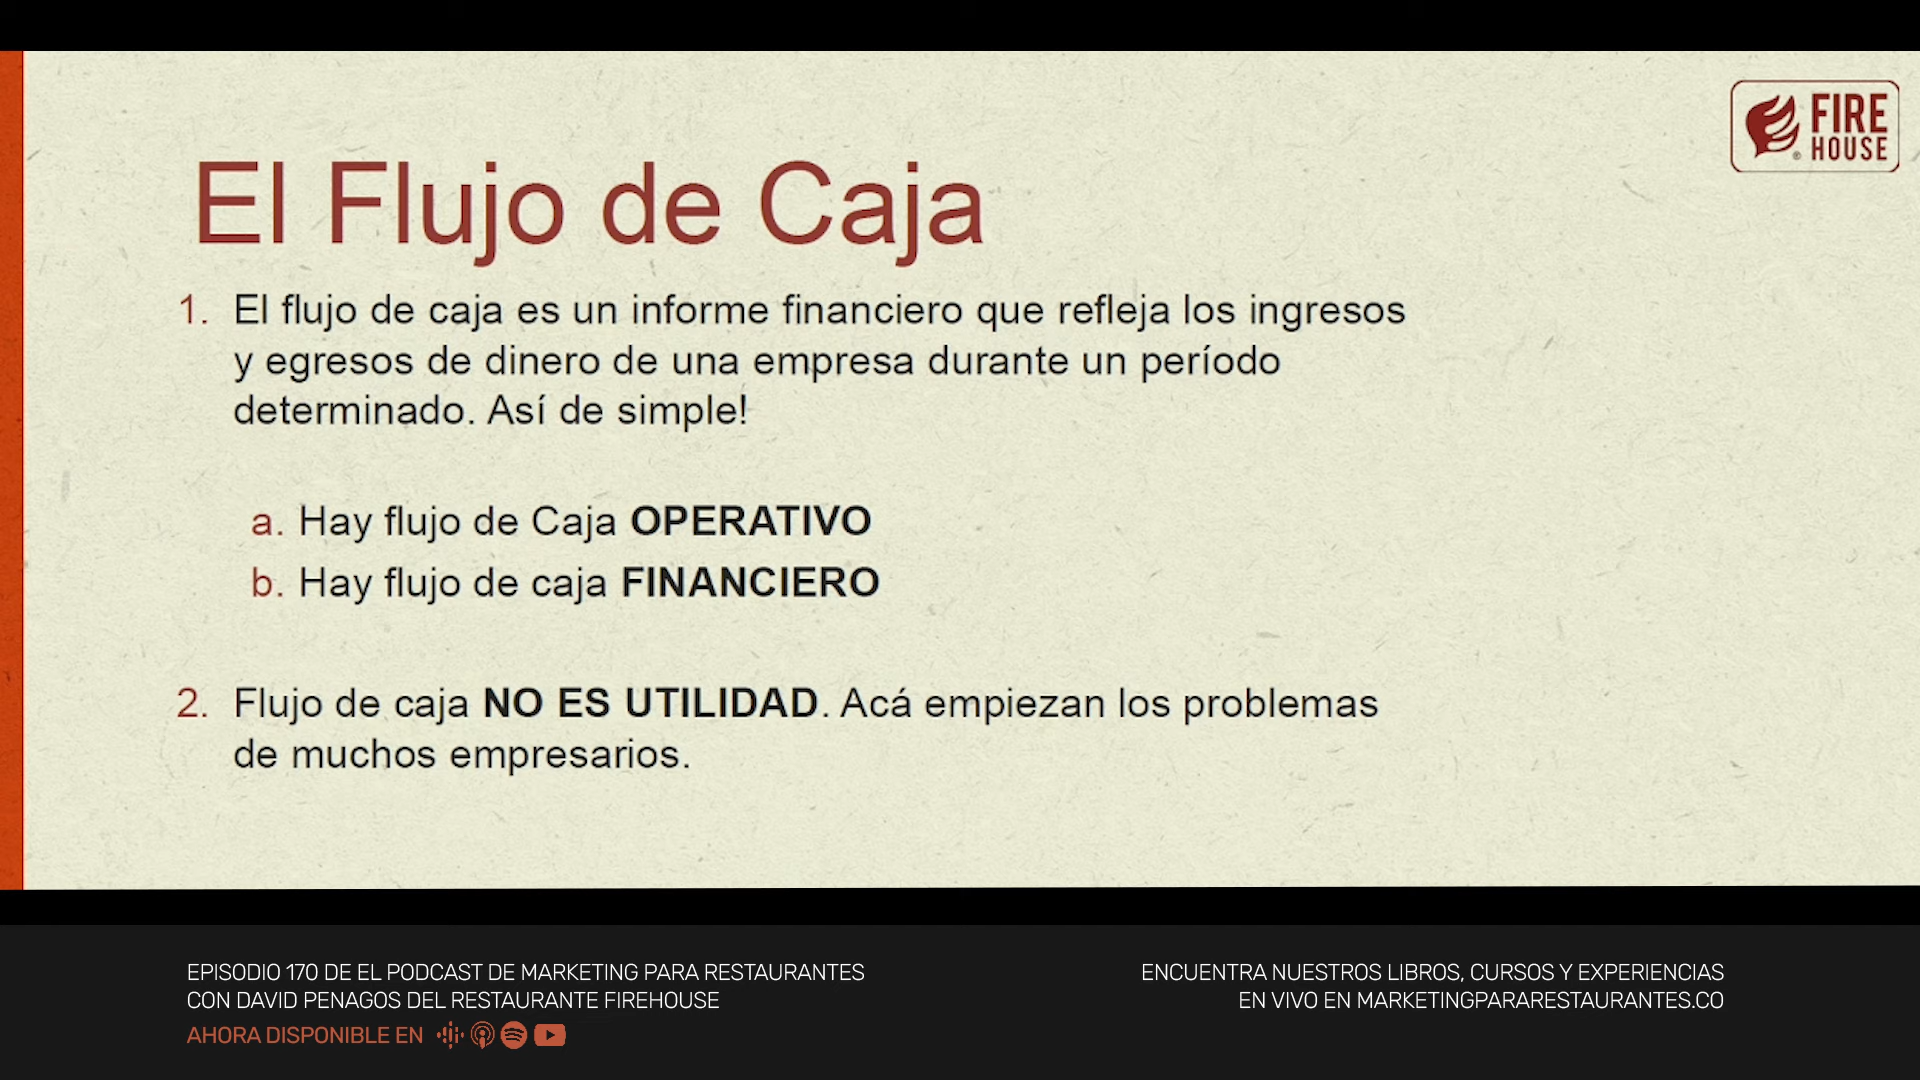 FIRE
HOUSE
El Flujo de Caja
1. El flujo de caja es un informe financiero que refleja los ingresos
y egresos de dinero de una empresa durante un período
determinado. Así de simple!
a. Hay flujo de Caja OPERATIVO
b. Hay flujo de caja FINANCIERO
2. Flujo de caja NO ES UTILIDAD. Acá empiezan los problemas
de muchos empresarios.
EPISODIO 170 DE EL PODCAST DE MARKETING PARA RESTAURANTES
CON DAVID PENAGOS DEL RESTAURANTE FIREHOUSE
AHORA DISPONIBLE EN
ENCUENTRA NUESTROS LIBROS, CURSOS Y EXPERIENCIAS
EN VIVO EN MARKETINGPARARESTAURANTES.CO